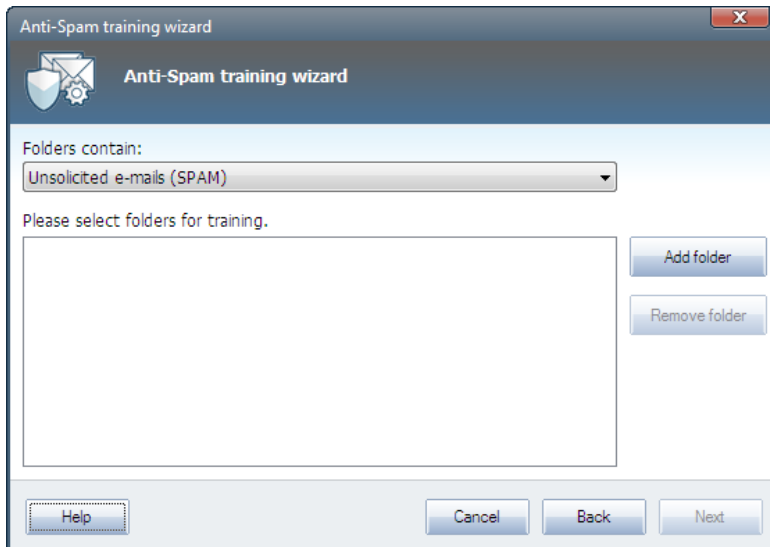 Anti-Spam training wizard
Anti-Spam training wizard
Folders contain:
Unsolicited e-mails (SPAM)
Please select folders for training.
Add folder
Remove folder
Help
Cancel
Back
Next